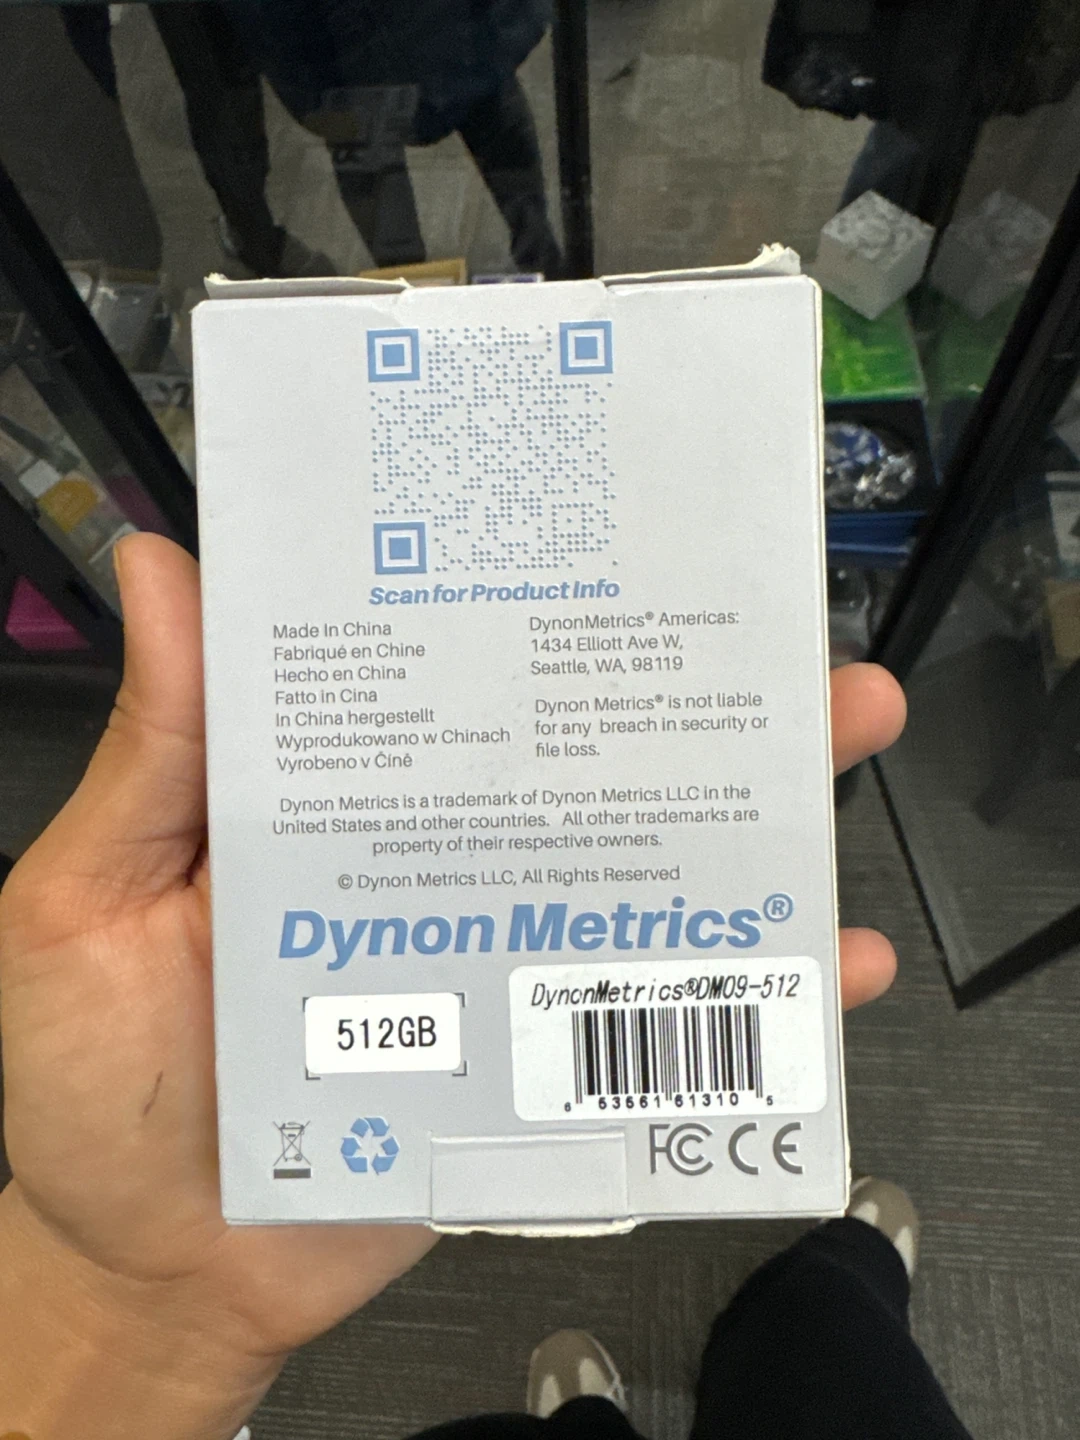 Scan for Product Info
Made In China
Fabriqué en Chine
Hecho en China
Fatto in Cina
In China hergestellt
Wyprodukowano w Chinach
Vyrobeno v Číně
DynonMetrics® Americas:
1434 Elliott Ave W,
Seattle, WA, 98119
Dynon Metrics® is not liable
for any breach in security or
file loss.
Dynon Metrics is a trademark of Dynon Metrics LLC in the
United States and other countries. All other trademarks are
property of their respective owners.
© Dynon Metrics LLC, All Rights Reserved
Dynon Metrics®
512GB
DynonMetrics®DM09-512
6 53661 61310 5
FC CE